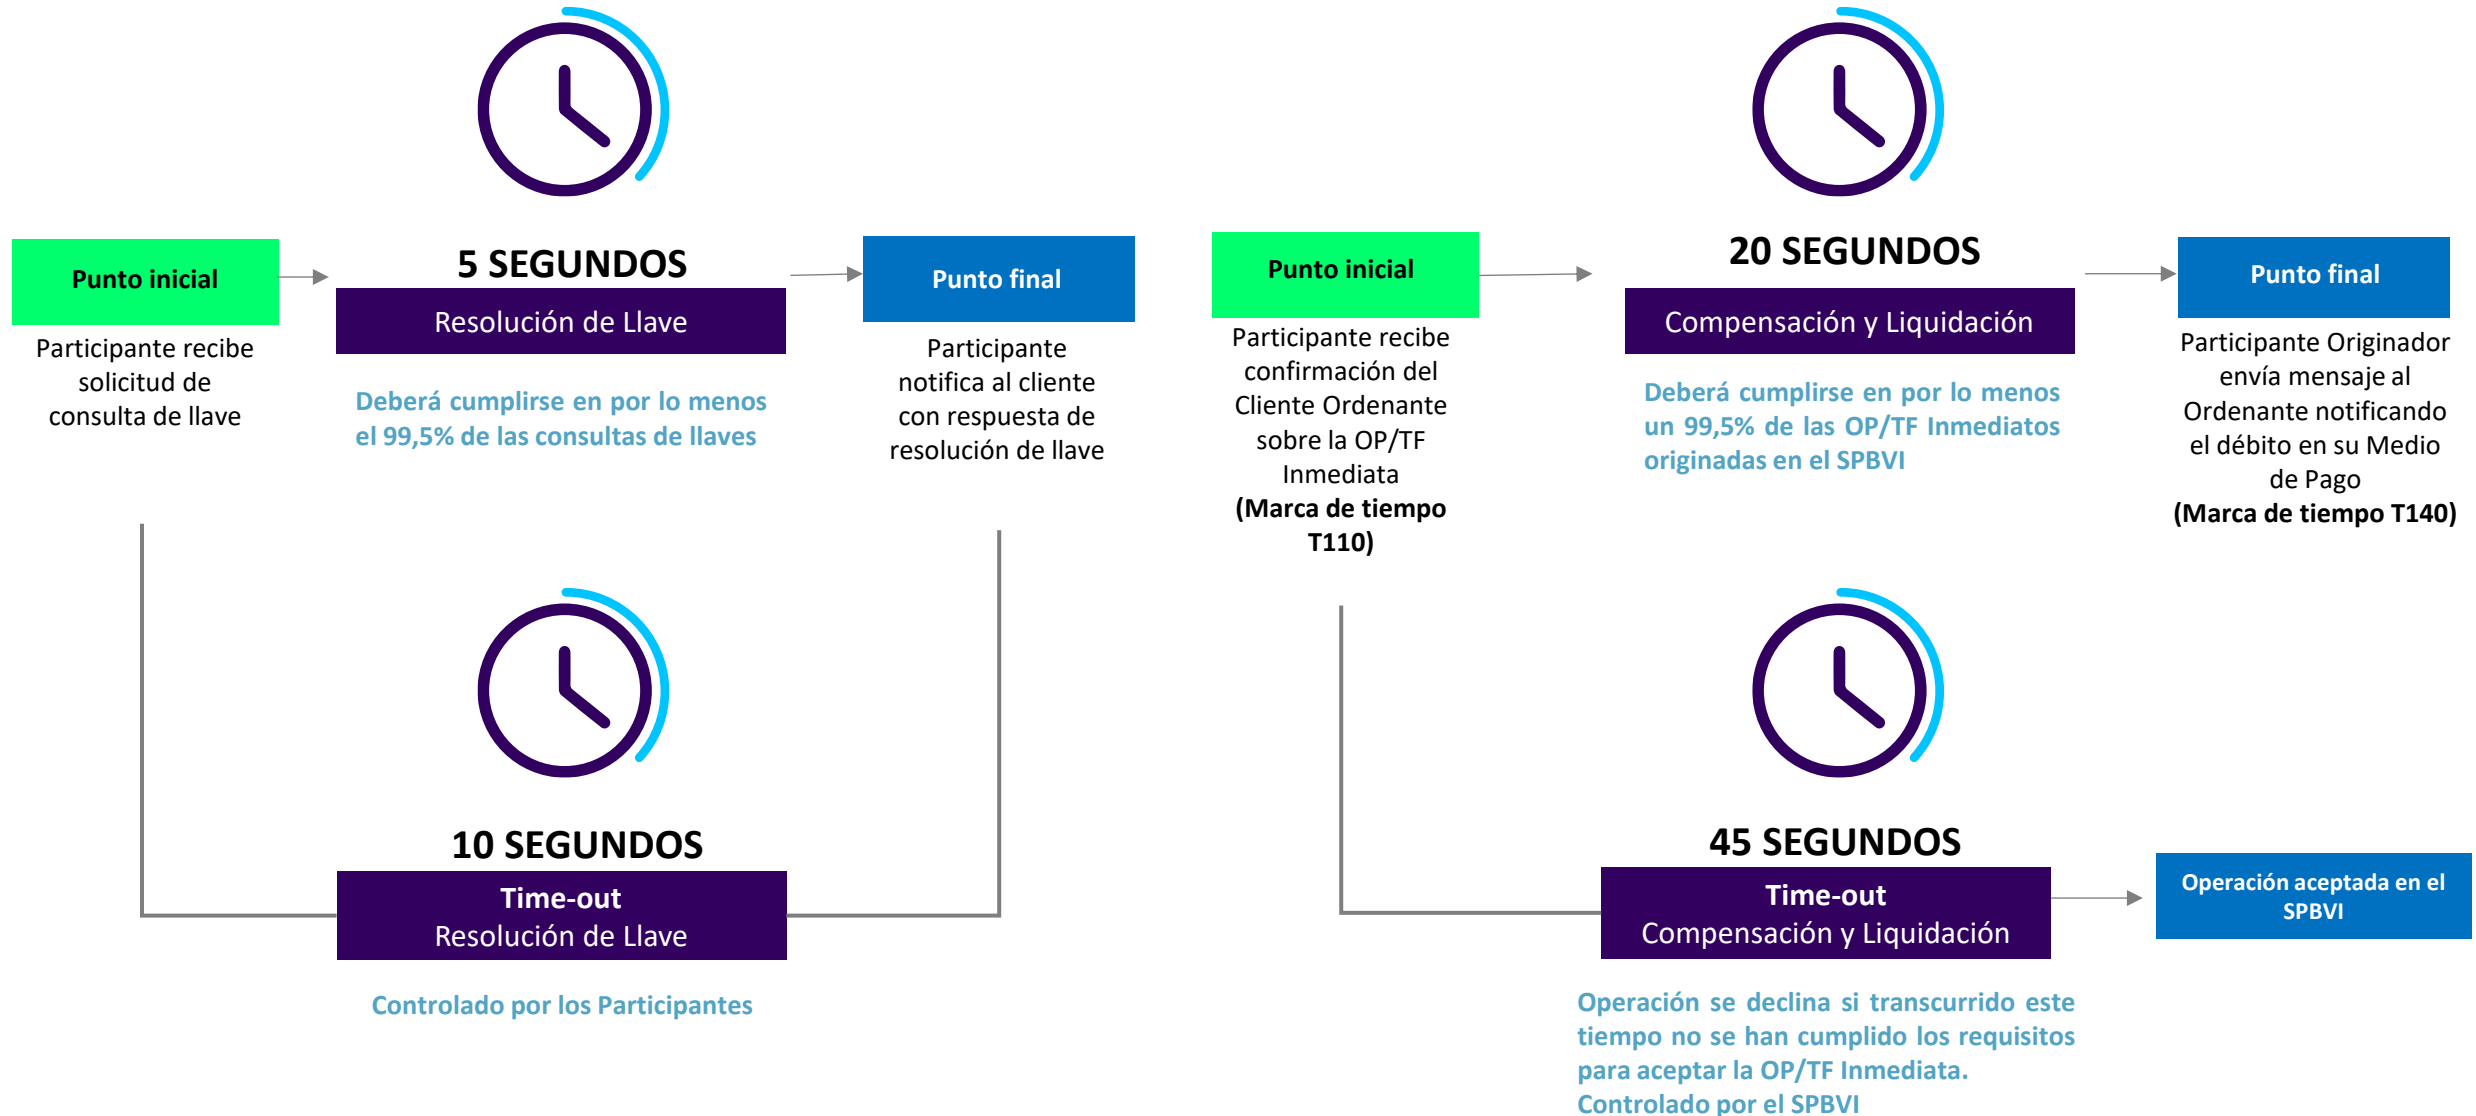 Punto inicial
Participante recibe
solicitud de
consulta de llave
5 SEGUNDOS
Resolución de Llave
Deberá cumplirse en por lo menos
el 99,5% de las consultas de llaves
Punto final
Participante
notifica al cliente
con respuesta de
resolución de llave
10 SEGUNDOS
Time-out
Resolución de Llave
Controlado por los Participantes
Punto inicial
Participante recibe
confirmación del
Cliente Ordenante
sobre la OP/TF
Inmediata
(Marca de tiempo
T110)
20 SEGUNDOS
Compensación y Liquidación
Deberá cumplirse en por lo menos
un 99,5% de las OP/TF Inmediatos
originadas en el SPBVI
Punto final
Participante Originador
envía mensaje al
Ordenante notificando
el débito en su Medio
de Pago
(Marca de tiempo T140)
45 SEGUNDOS
Time-out
Compensación y Liquidación
Operación se declina si transcurrido este
tiempo no se han cumplido los requisitos
para aceptar la OP/TF Inmediata.
Controlado por el SPBVI
Operación aceptada en el
SPBVI